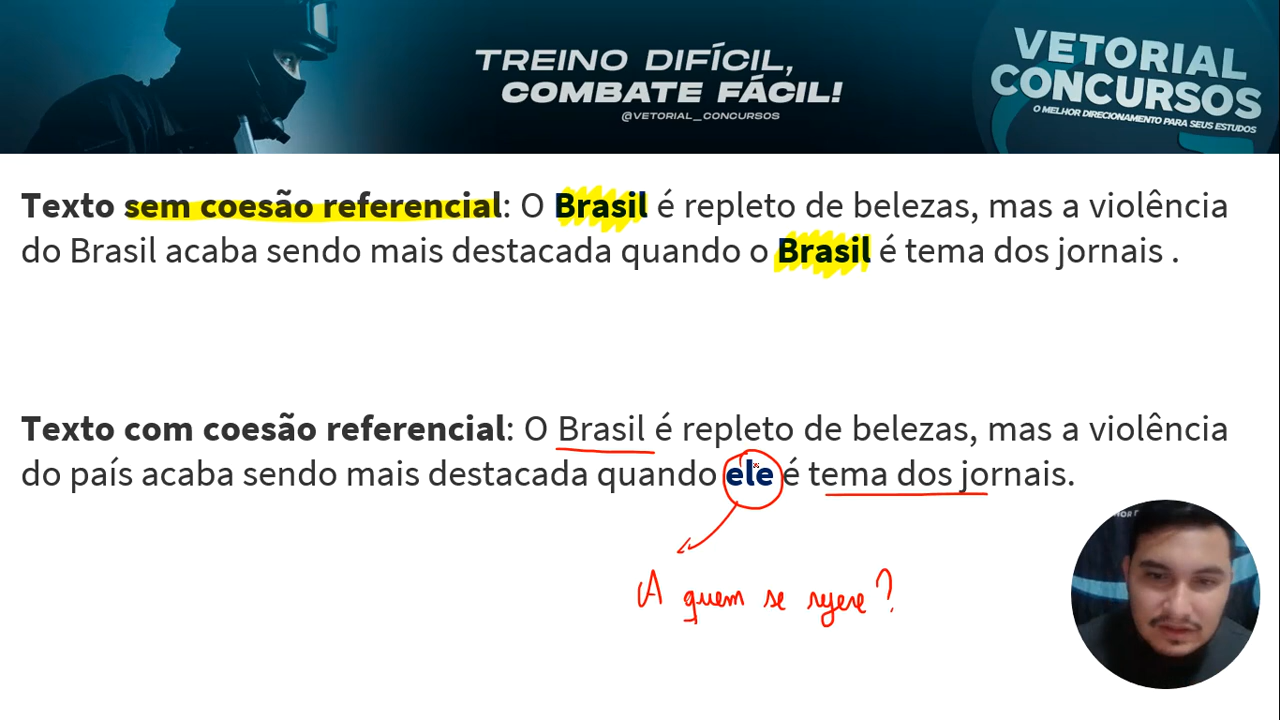 TREINO DIFÍCIL,
COMBATE FÁCIL!
@VETORIAL_CONCURSOS
VETORIAL
CONCURSOS
O MELHOR DIRECIONAMENTO PARA SEUS ESTUDOS
Texto sem coesão referencial: O Brasil é repleto de belezas, mas a violência
do Brasil acaba sendo mais destacada quando o Brasil é tema dos jornais .
Texto com coesão referencial: O Brasil é repleto de belezas, mas a violência
do país acaba sendo mais destacada quando ele é tema dos jornais.
A quem se refere?